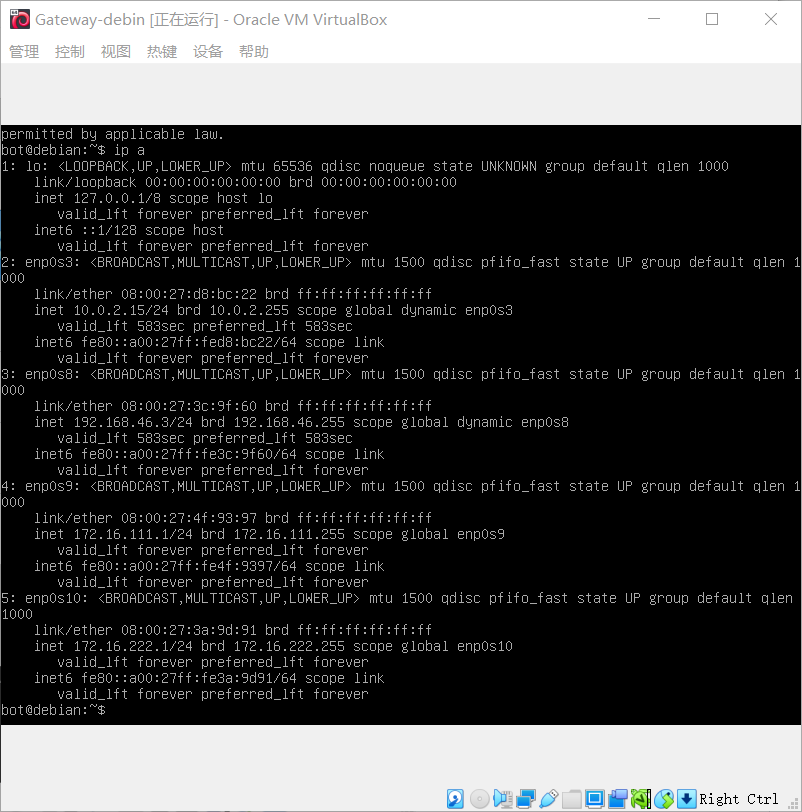 Gateway-debin [正在运行] - Oracle VM VirtualBox
管理 控制 视图 热键 设备 帮助
permitted by applicable law.
bot@debian:~$ ip a
1: lo: <LOOPBACK,UP,LOWER_UP> mtu 65536 qdisc noqueue state UNKNOWN group default qlen 1000
    link/loopback 00:00:00:00:00:00 brd 00:00:00:00:00:00
    inet 127.0.0.1/8 scope host lo
       valid_lft forever preferred_lft forever
    inet6 ::1/128 scope host
       valid_lft forever preferred_lft forever
2: enp0s3: <BROADCAST,MULTICAST,UP,LOWER_UP> mtu 1500 qdisc pfifo_fast state UP group default qlen 1
000
    link/ether 08:00:27:d8:bc:22 brd ff:ff:ff:ff:ff:ff
    inet 10.0.2.15/24 brd 10.0.2.255 scope global dynamic enp0s3
       valid_lft 583sec preferred_lft 583sec
    inet6 fe80::a00:27ff:fed8:bc22/64 scope link
       valid_lft forever preferred_lft forever
3: enp0s8: <BROADCAST,MULTICAST,UP,LOWER_UP> mtu 1500 qdisc pfifo_fast state UP group default qlen 1
000
    link/ether 08:00:27:3c:9f:60 brd ff:ff:ff:ff:ff:ff
    inet 192.168.46.3/24 brd 192.168.46.255 scope global dynamic enp0s8
       valid_lft 583sec preferred_lft 583sec
    inet6 fe80::a00:27ff:fe3c:9f60/64 scope link
       valid_lft forever preferred_lft forever
4: enp0s9: <BROADCAST,MULTICAST,UP,LOWER_UP> mtu 1500 qdisc pfifo_fast state UP group default qlen 1
000
    link/ether 08:00:27:4f:93:97 brd ff:ff:ff:ff:ff:ff
    inet 172.16.111.1/24 brd 172.16.111.255 scope global enp0s9
       valid_lft forever preferred_lft forever
    inet6 fe80::a00:27ff:fe4f:9397/64 scope link
       valid_lft forever preferred_lft forever
5: enp0s10: <BROADCAST,MULTICAST,UP,LOWER_UP> mtu 1500 qdisc pfifo_fast state UP group default qlen
1000
    link/ether 08:00:27:3a:9d:91 brd ff:ff:ff:ff:ff:ff
    inet 172.16.222.1/24 brd 172.16.222.255 scope global enp0s10
       valid_lft forever preferred_lft forever
    inet6 fe80::a00:27ff:fe3a:9d91/64 scope link
       valid_lft forever preferred_lft forever
bot@debian:~$
Right Ctrl